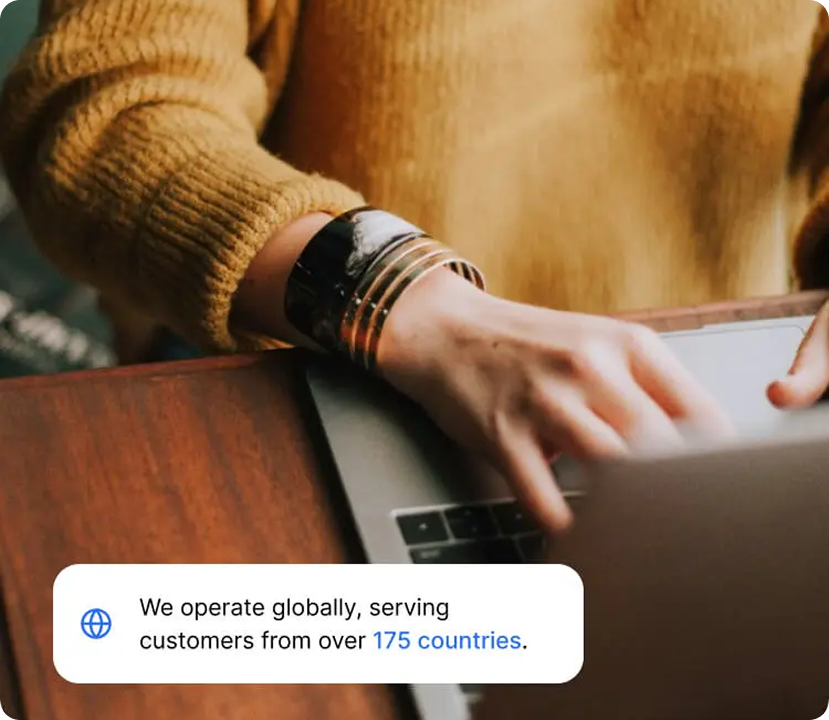 We operate globally, serving
customers from over 175 countries.